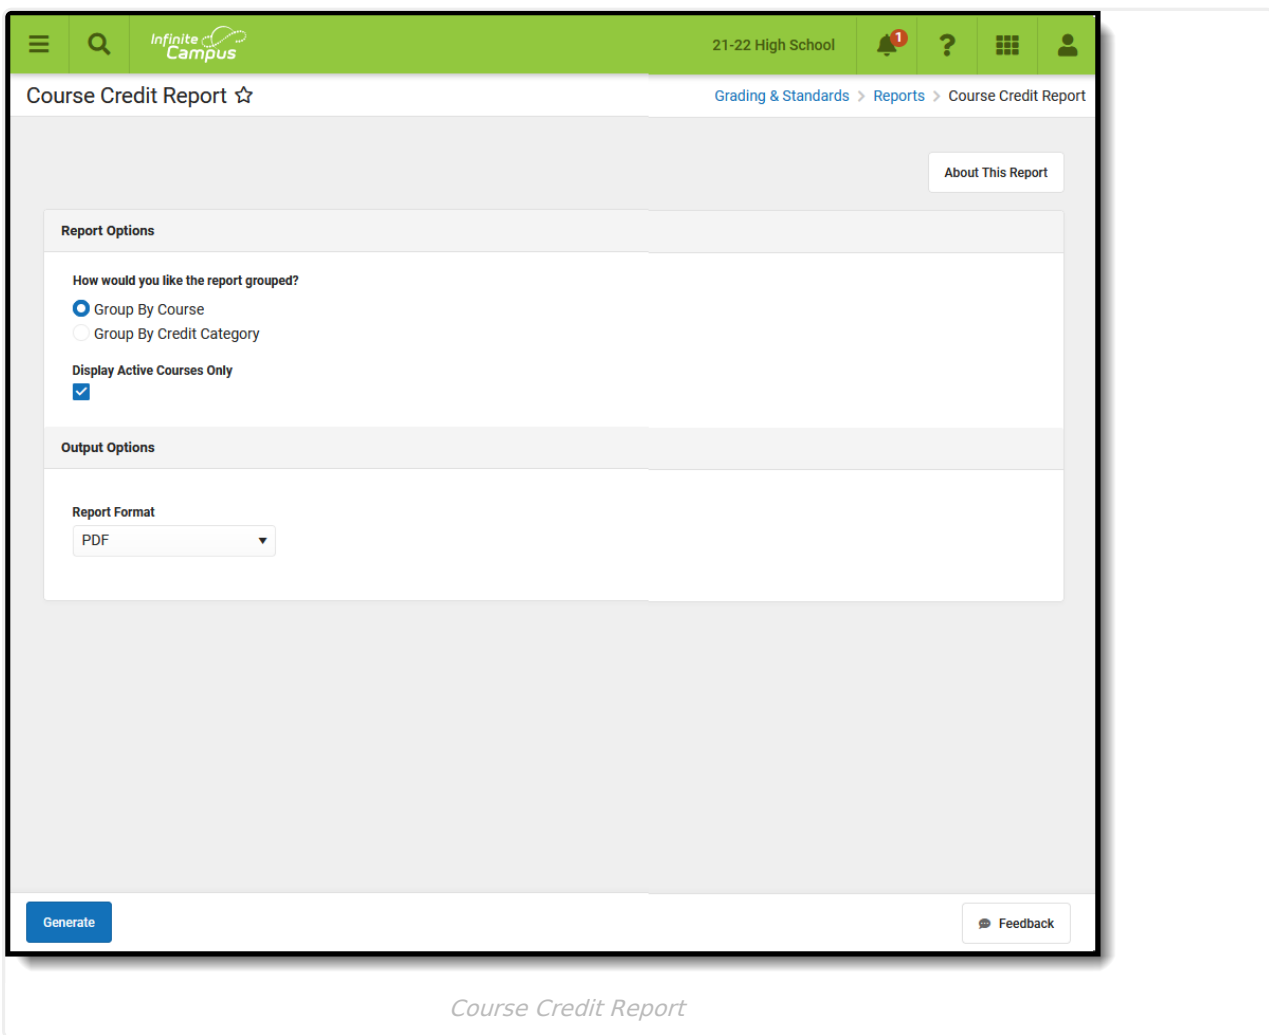 Infinite
Campus
21-22 High School
1
?
Course Credit Report
Grading & Standards > Reports > Course Credit Report
About This Report
Report Options
How would you like the report grouped?
Group By Course
Group By Credit Category
Display Active Courses Only
Output Options
Report Format
PDF
Generate
Feedback
Course Credit Report